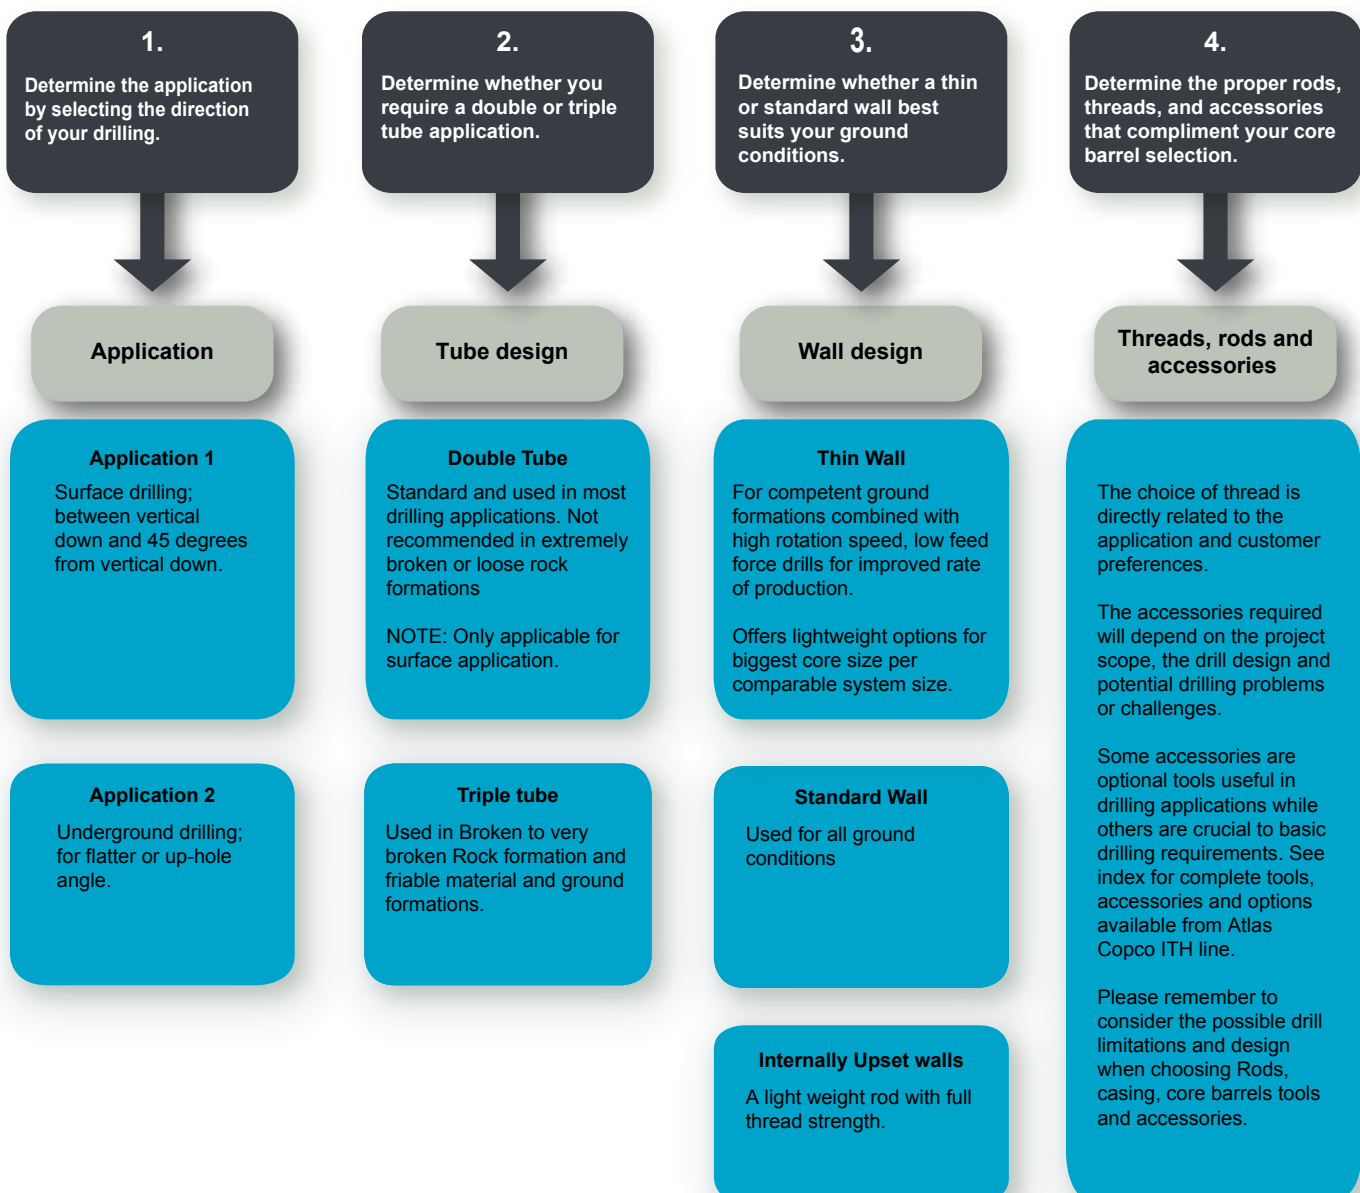 1.
Determine the application
by selecting the direction
of your drilling.
2.
Determine whether you
require a double or triple
tube application.
3.
Determine whether a thin
or standard wall best
suits your ground
conditions.
4.
Determine the proper rods,
threads, and accessories
that compliment your core
barrel selection.
Application
Tube design
Wall design
Threads, rods and
accessories
Application 1
Surface drilling;
between vertical
down and 45 degrees
from vertical down.
Application 2
Underground drilling;
for flatter or up-hole
angle.
Double Tube
Standard and used in most
drilling applications. Not
recommended in extremely
broken or loose rock
formations
NOTE: Only applicable for
surface application.
Triple tube
Used in Broken to very
broken Rock formation and
friable material and ground
formations.
Thin Wall
For competent ground
formations combined with
high rotation speed, low feed
force drills for improved rate
of production.
Offers lightweight options for
biggest core size per
comparable system size.
Standard Wall
Used for all ground
conditions
Internally Upset walls
A light weight rod with full
thread strength.
The choice of thread is
directly related to the
application and customer
preferences.
The accessories required
will depend on the project
scope, the drill design and
potential drilling problems
or challenges.
Some accessories are
optional tools useful in
drilling applications while
others are crucial to basic
drilling requirements. See
index for complete tools,
accessories and options
available from Atlas
Copco ITH line.
Please remember to
consider the possible drill
limitations and design
when choosing Rods,
casing, core barrels tools
and accessories.